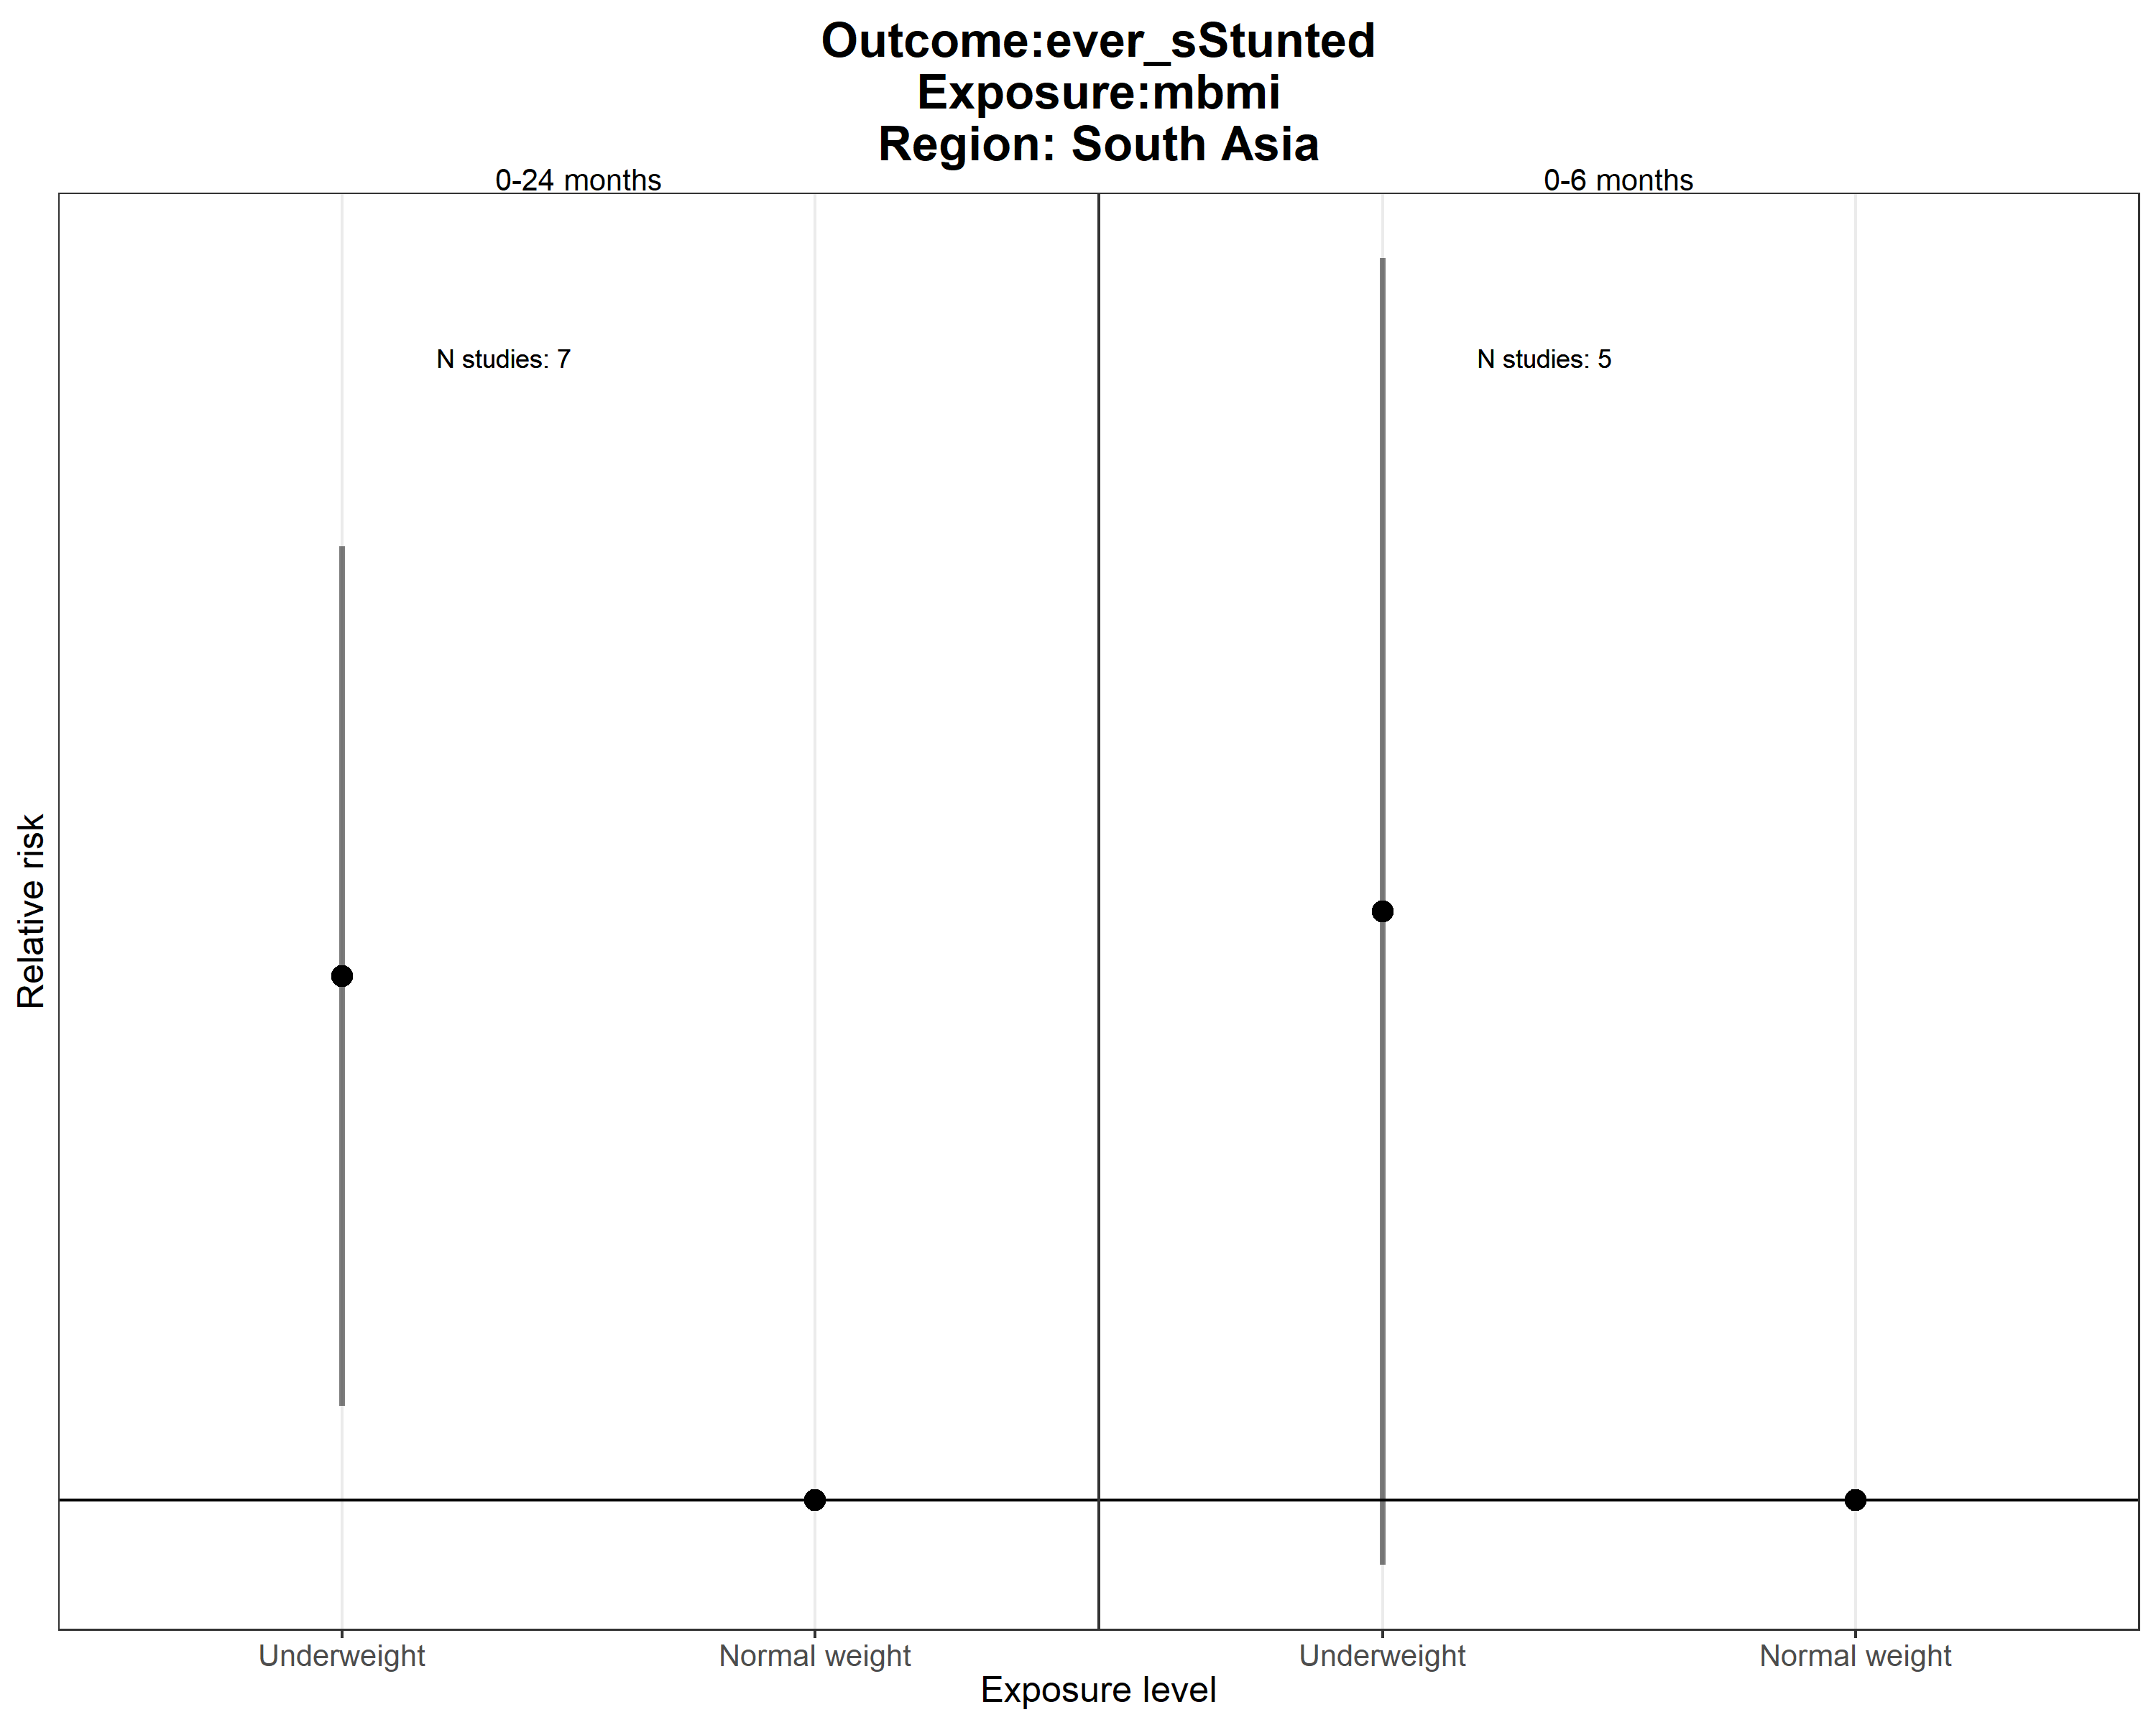 Outcome:ever_sStunted
Exposure:mbmi
Region: South Asia
0-24 months
0-6 months
N studies: 7
N studies: 5
Relative risk
Underweight
Normal weight
Underweight
Normal weight
Exposure level